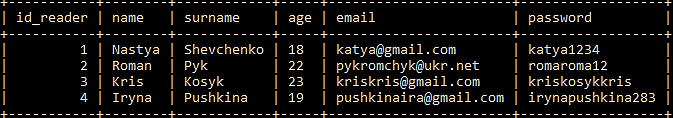 | id_reader | name | surname | age | email | password |
| 1 | Nastya | Shevchenko | 18 | katya@gmail.com | katya1234 |
| 2 | Roman | Pyk | 22 | pykromchyk@ukr.net | romaroma12 |
| 3 | Kris | Kosyk | 23 | kriskris@gmail.com | kriskosykkris |
| 4 | Iryna | Pushkina | 19 | pushkinaira@gmail.com | irynapushkina283 |